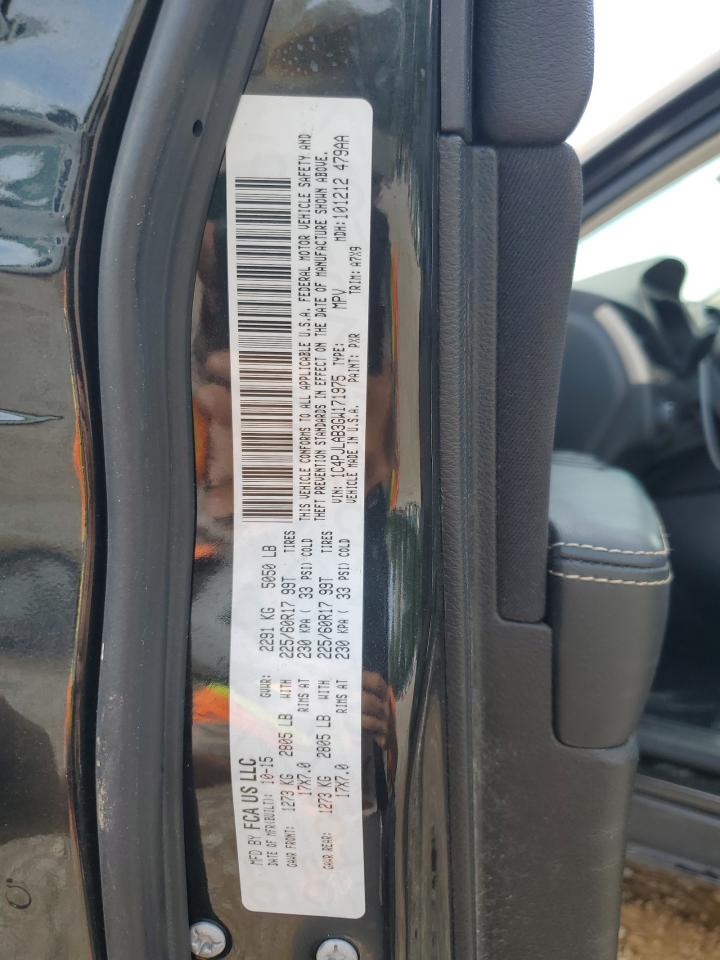 MFD BY FCA US LLC
DATE OF MFR(BUILT): 10-15 GVWR: 2291 KG 5050 LB
GAWR FRONT: 1273 KG 2805 LB WITH 225/60R17 99T TIRES
17X7.0 RIMS AT 230 KPA ( 33 PSI) COLD
GAWR REAR: 1273 KG 2805 LB WITH 225/60R17 99T TIRES
17X7.0 RIMS AT 230 KPA ( 33 PSI) COLD
THIS VEHICLE CONFORMS TO ALL APPLICABLE U.S.A. FEDERAL MOTOR VEHICLE SAFETY AND
THEFT PREVENTION STANDARDS IN EFFECT ON THE DATE OF MANUFACTURE SHOWN ABOVE.
VIN: 1C4PJLAB3GW171975 TYPE: MPV MDH:101212 479AA
VEHICLE MADE IN U.S.A. PAINT: PXR TRIM: A7X9